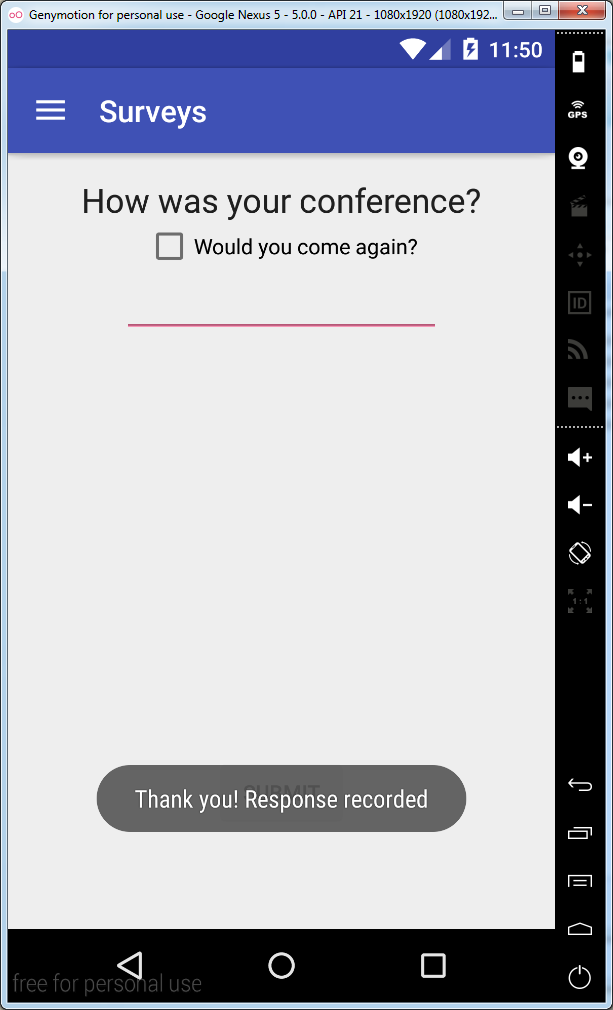 Genymotion for personal use - Google Nexus 5 - 5.0.0 - API 21 - 1080x1920 (1080x192...
11:50
GPS
Surveys
How was your conference?
Would you come again?
ID
1:1
SUBMIT
Thank you! Response recorded
free for personal use